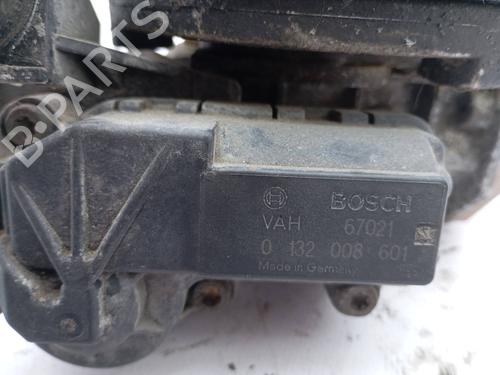 B-PARTS
BOSCH
VAH 67021
0 132 008 601
Made in Germany